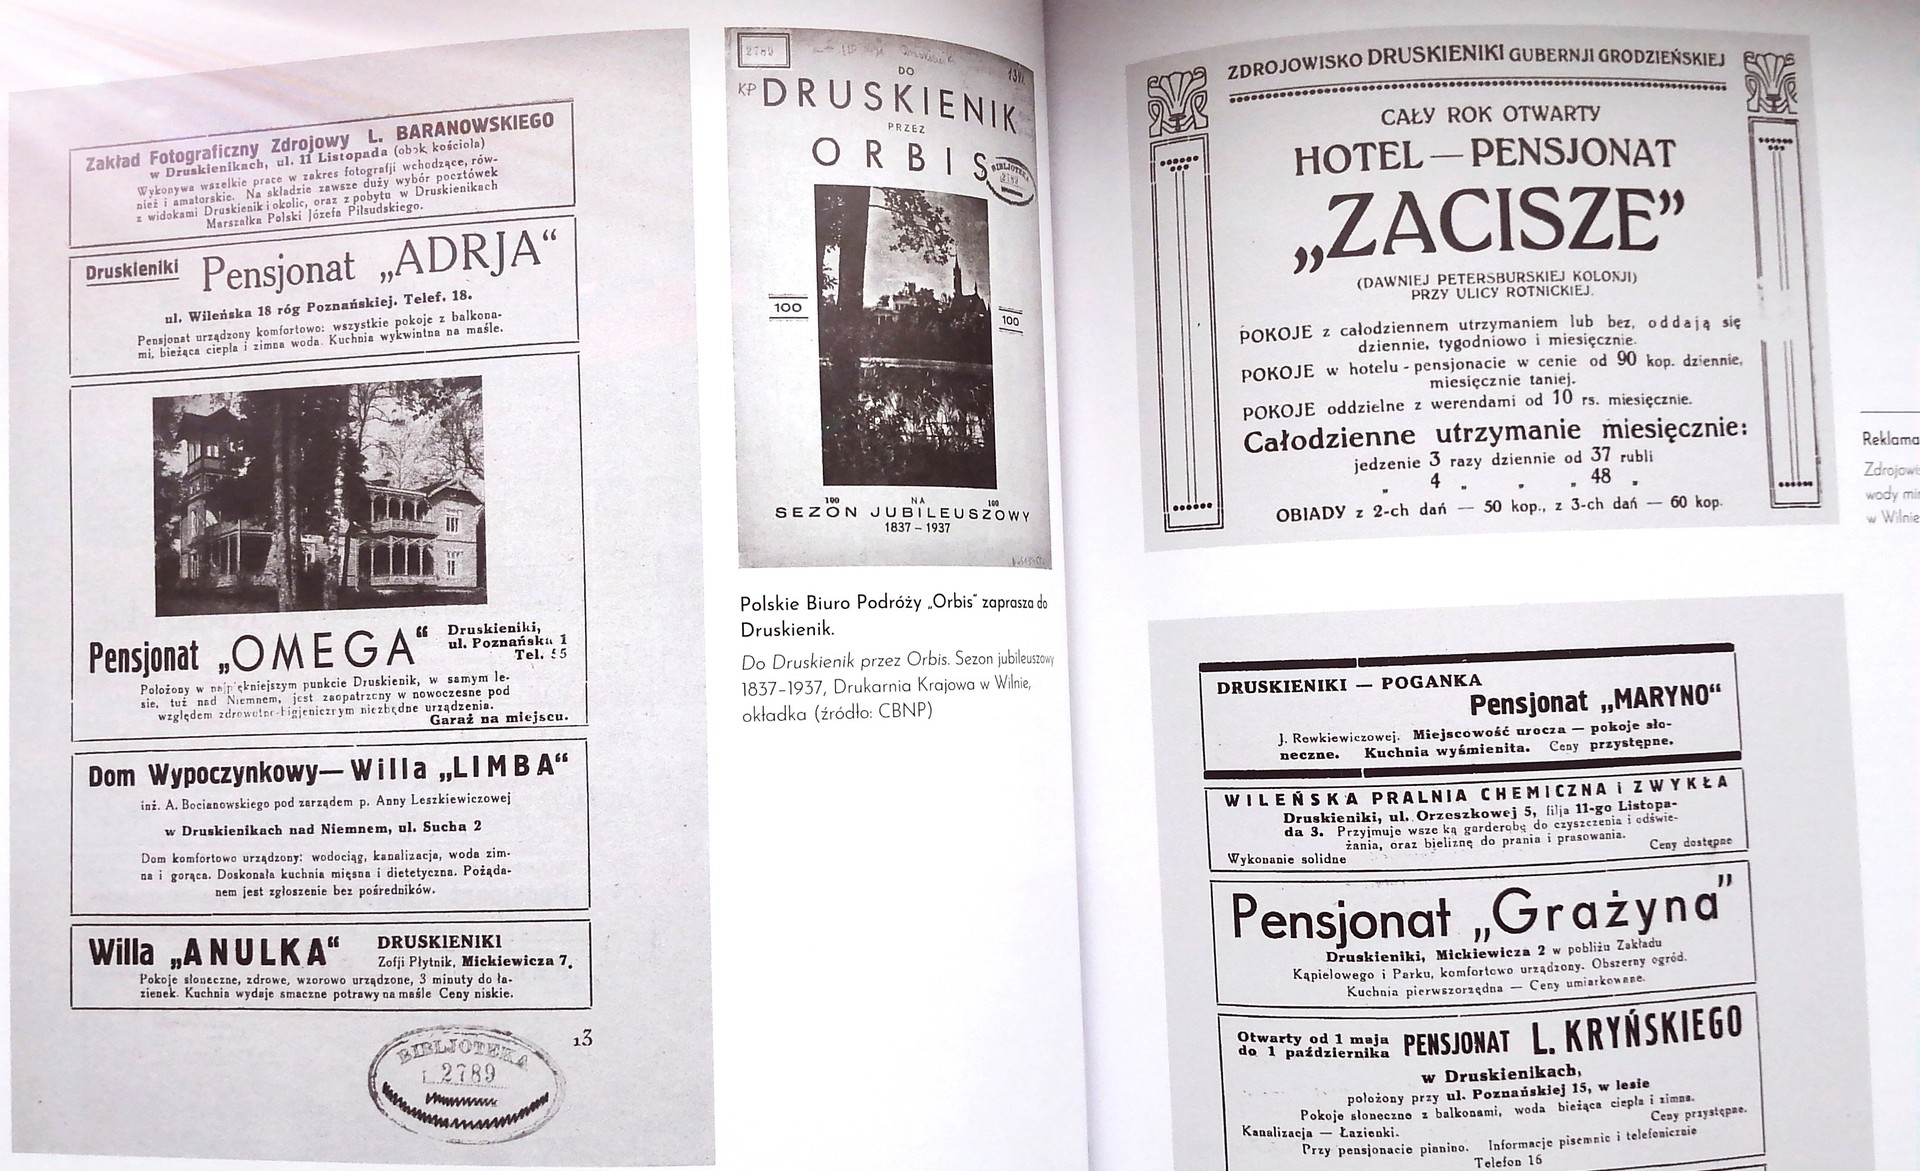 Zakład Fotograficzny Zdrojowy L. BARANOWSKIEGO
w Druskienikach, ul. 11 Listopada (obok kościoła)
Wykonywa wszelkie prace w zakres fotografji wchodzące, rów-
nież i amatorskie. Na składzie zawsze duży wybór pocztówek
z widokami Druskienik i okolic, oraz z pobytu w Druskienikach
Marszałka Polski Józefa Piłsudskiego.
Druskieniki Pensjonat „ADRJA“
ul. Wileńska 18 róg Poznańskiej. Telef. 18.
Pensjonat urządzony komfortowo: wszystkie pokoje z balkona-
mi, bieżąca ciepła i zimna woda. Kuchnia wykwintna na maśle.
Pensjonat „OMEGA“
Druskieniki,
ul. Poznańska 1
Tel. 55
Położony w najpiękniejszym punkcie Druskienik, w samym le-
sie, tuż nad Niemnem, jest zaopatrzony w nowoczesne pod
względem zdrowotno-higienicznym niezbędne urządzenia.
Garaż na miejscu.
Dom Wypoczynkowy— Willa „LIMBA“
inż. A. Bocianowskiego pod zarządem p. Anny Leszkiewiczowej
w Druskienikach nad Niemnem, ul. Sucha 2
Dom komfortowo urządzony: wodociąg, kanalizacja, woda zim-
na i gorąca. Doskonała kuchnia mięsna i dietetyczna. Pożąda-
nem jest zgłoszenie bez pośredników.
Willa „ANULKA“
DRUSKIENIKI
Zofji Płytnik, Mickiewicza 7.
Pokoje słoneczne, zdrowe, wzorowo urządzone, 3 minuty do ła-
zienek. Kuchnia wydaje smaczne potrawy na maśle Ceny niskie.
13
BIBLJOTEKA
2789
2789
KP
DO
DRUSKIENIK
PRZEZ
ORBIS
BIBLJOTEKA
2789
100
100
100 NA 100
SEZON JUBILEUSZOWY
1837 – 1937
Polskie Biuro Podróży „Orbis“ zaprasza do
Druskienik.
Do Druskienik przez Orbis. Sezon jubileuszowy
1837–1937, Drukarnia Krajowa w Wilnie,
okładka (źródło: CBNP)
ZDROJOWISKO DRUSKIENIKI GUBERNJI GRODZIEŃSKIEJ
CAŁY ROK OTWARTY
HOTEL — PENSJONAT
„ZACISZE”
(DAWNIEJ PETERSBURSKIEJ KOLONJI)
PRZY ULICY ROTNICKIEJ.
POKOJE z całodziennem utrzymaniem lub bez, oddają się
dziennie, tygodniowo i miesięcznie.
POKOJE w hotelu - pensjonacie w cenie od 90 kop. dziennie,
miesięcznie taniej.
POKOJE oddzielne z werendami od 10 rs. miesięcznie.
Całodzienne utrzymanie miesięcznie:
jedzenie 3 razy dziennie od 37 rubli
„ 4 „ „ „ 48 „
OBIADY z 2-ch dań — 50 kop., z 3-ch dań — 60 kop.
Reklama
Zdrojowis
wody min
w Wilnie
DRUSKIENIKI — POGANKA
Pensjonat „MARYNO“
J. Rewkiewiczowej. Miejscowość urocza — pokoje sło-
neczne. Kuchnia wyśmienita. Ceny przystępne.
WILEŃSKA PRALNIA CHEMICZNA i ZWYKŁA
Druskieniki, ul. Orzeszkowej 5, filja 11-go Listopa-
da 3. Przyjmuje wsze ką garderobę do czyszczenia i odświe-
żania, oraz bieliznę do prania i prasowania.
Wykonanie solidne Ceny dostępne
Pensjonat „Grażyna”
Druskieniki, Mickiewicza 2 w pobliżu Zakładu
Kąpielowego i Parku, komfortowo urządzony. Obszerny ogród.
Kuchnia pierwszorzędna — Ceny umiarkowane.
Otwarty od 1 maja
do 1 października
PENSJONAT L. KRYŃSKIEGO
w Druskienikach,
położony przy ul. Poznańskiej 15, w lesie
Pokoje słoneczne z balkonami, woda bieżąca ciepła i zimna.
Kanalizacja — Łazienki. Ceny przystępne.
Przy pensjonacie pianino. Informacje pisemnie i telefonicznie
Telefon 16